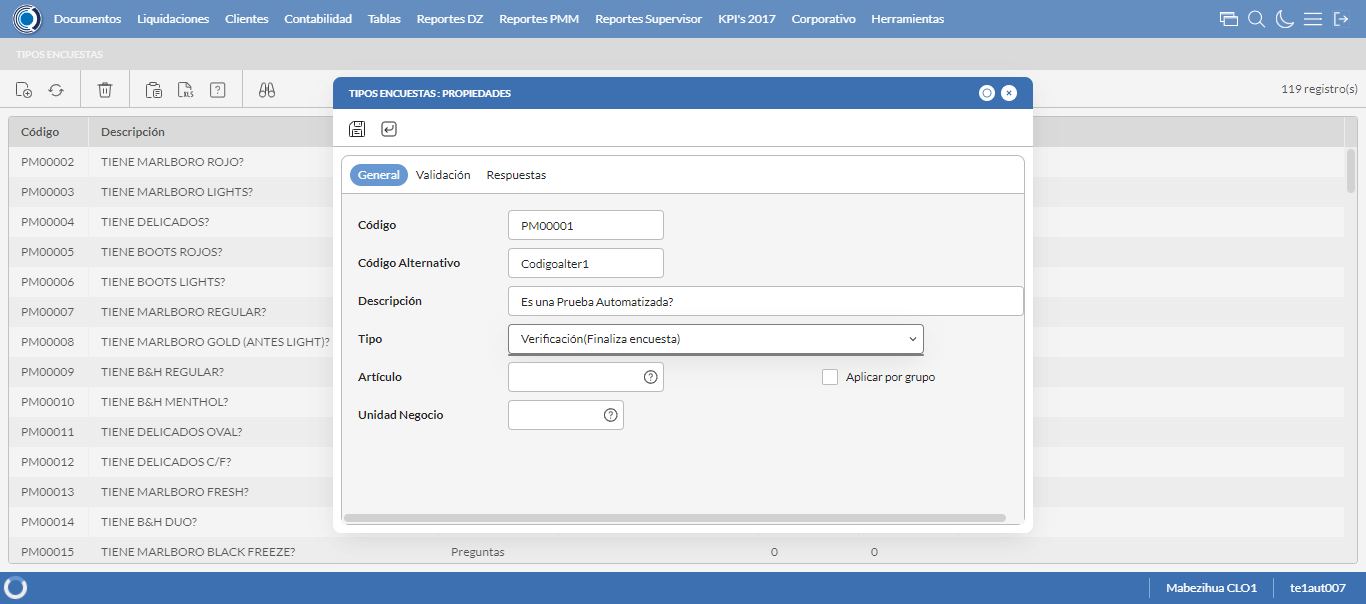 Documentos Liquidaciones Clientes Contabilidad Tablas Reportes DZ Reportes PMM Reportes Supervisor KPI's 2017 Corporativo Herramientas
TIPOS ENCUESTAS
XLS ?
119 registro(s)
TIPOS ENCUESTAS : PROPIEDADES
General Validación Respuestas
Código PM00001
Código Alternativo Codigoalter1
Descripción Es una Prueba Automatizada?
Tipo Verificación(Finaliza encuesta)
Artículo ? Aplicar por grupo
Unidad Negocio ?
Código Descripción
PM00002 TIENE MARLBORO ROJO?
PM00003 TIENE MARLBORO LIGHTS?
PM00004 TIENE DELICADOS?
PM00005 TIENE BOOTS ROJOS?
PM00006 TIENE BOOTS LIGHTS?
PM00007 TIENE MARLBORO REGULAR?
PM00008 TIENE MARLBORO GOLD (ANTES LIGHT)?
PM00009 TIENE B&H REGULAR?
PM00010 TIENE B&H MENTHOL?
PM00011 TIENE DELICADOS OVAL?
PM00012 TIENE DELICADOS C/F?
PM00013 TIENE MARLBORO FRESH?
PM00014 TIENE B&H DUO?
PM00015 TIENE MARLBORO BLACK FREEZE? Preguntas 0 0
Mabezihua CLO1 te1aut007